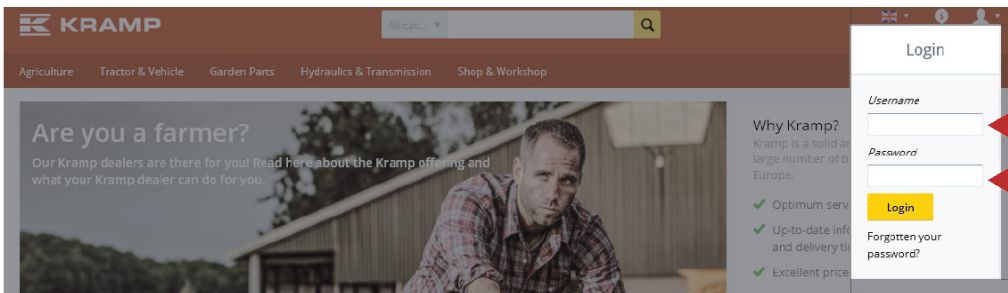 KRAMP
All cat...
Agriculture Tractor & Vehicle Garden Parts Hydraulics & Transmission Shop & Workshop
Are you a farmer?
Our Kramp dealers are there for you! Read here about the Kramp offering and
what your Kramp dealer can do for you.
Why Kramp?
Kramp is a solid
large number of
Europe.
Optimum serv
Up-to-date info
and delivery
Excellent price
Login
Username
Password
Login
Forgotten your
password?